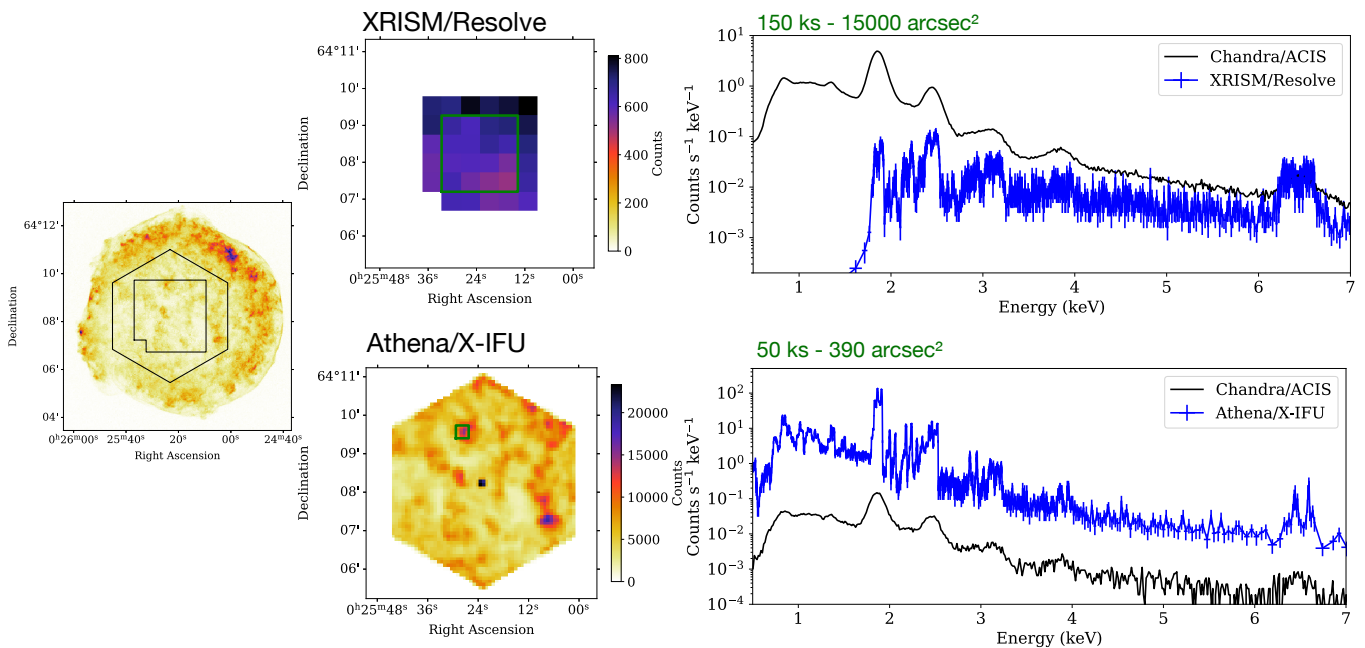 XRISM/Resolve
64°11'
10'
09'
08'
07'
06'
Declination
0ʰ25ᵐ48ˢ 36ˢ 24ˢ 12ˢ 00ˢ
Right Ascension
800
600
400
200
0
Counts
150 ks - 15000 arcsec²
Chandra/ACIS
XRISM/Resolve
10¹
10⁰
10⁻¹
10⁻²
10⁻³
Counts s⁻¹ keV⁻¹
1 2 3 4 5 6 7
Energy (keV)
64°12'
10'
08'
06'
04'
Declination
0ʰ26ᵐ00ˢ 25ᵐ40ˢ 20ˢ 00ˢ 24ᵐ40ˢ
Right Ascension
Athena/X-IFU
64°11'
10'
09'
08'
07'
06'
Declination
0ʰ25ᵐ48ˢ 36ˢ 24ˢ 12ˢ 00ˢ
Right Ascension
20000
15000
10000
5000
0
Counts
50 ks - 390 arcsec²
Chandra/ACIS
Athena/X-IFU
10²
10¹
10⁰
10⁻¹
10⁻²
10⁻³
10⁻⁴
Counts s⁻¹ keV⁻¹
1 2 3 4 5 6 7
Energy (keV)